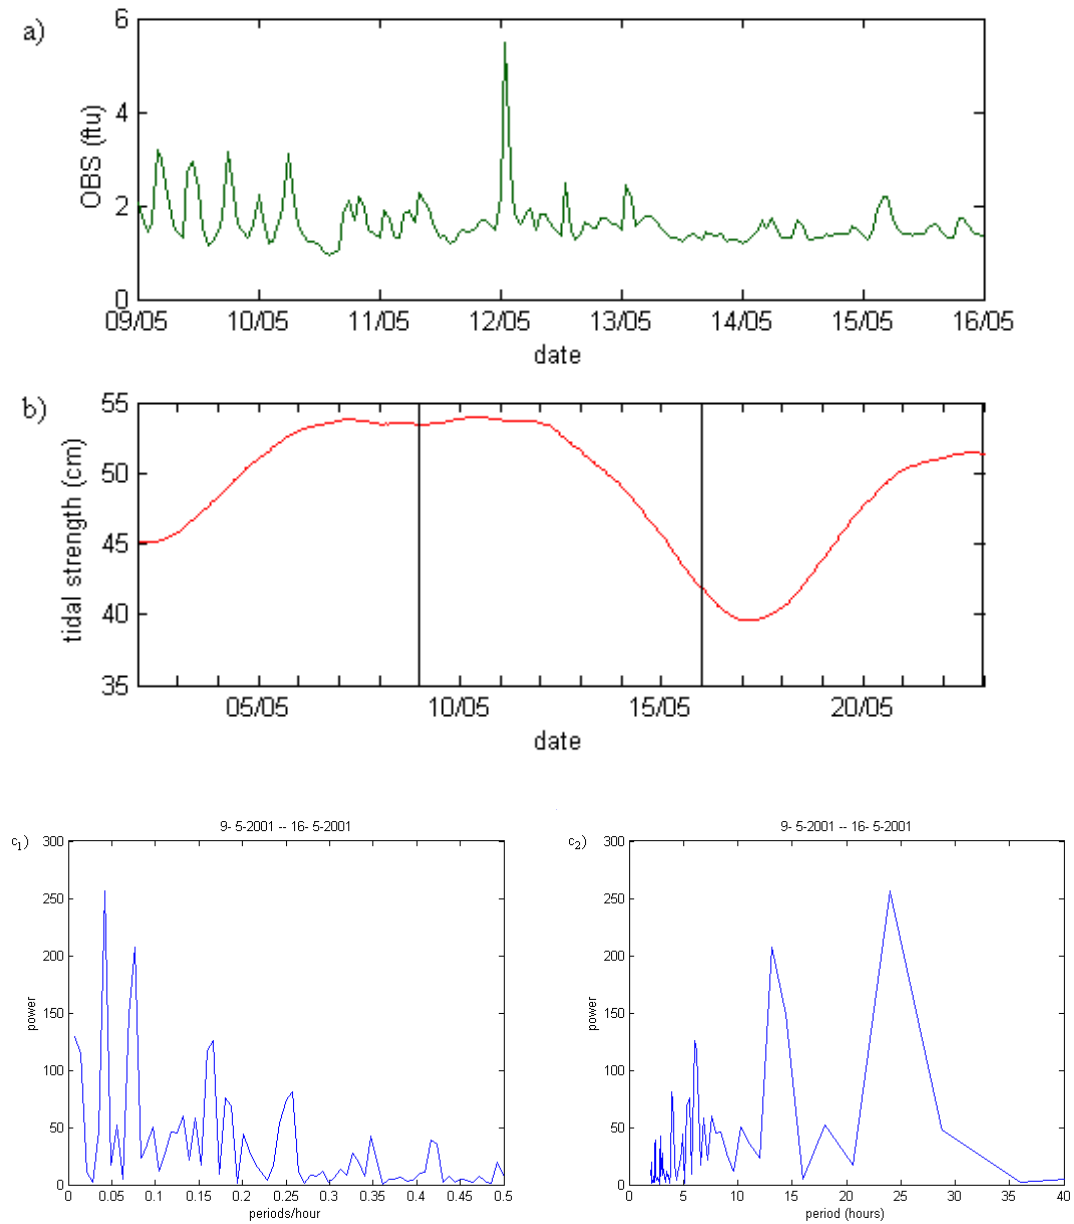 a)
6
4
2
0
OBS (ftu)
09/05 10/05 11/05 12/05 13/05 14/05 15/05 16/05
date
b)
55
50
45
40
35
tidal strength (cm)
05/05 10/05 15/05 20/05
date
c1)
9- 5-2001 -- 16- 5-2001
300
250
200
150
100
50
0
power
0 0.05 0.1 0.15 0.2 0.25 0.3 0.35 0.4 0.45 0.5
periods/hour
c2)
9- 5-2001 -- 16- 5-2001
300
250
200
150
100
50
0
power
0 5 10 15 20 25 30 35 40
period (hours)